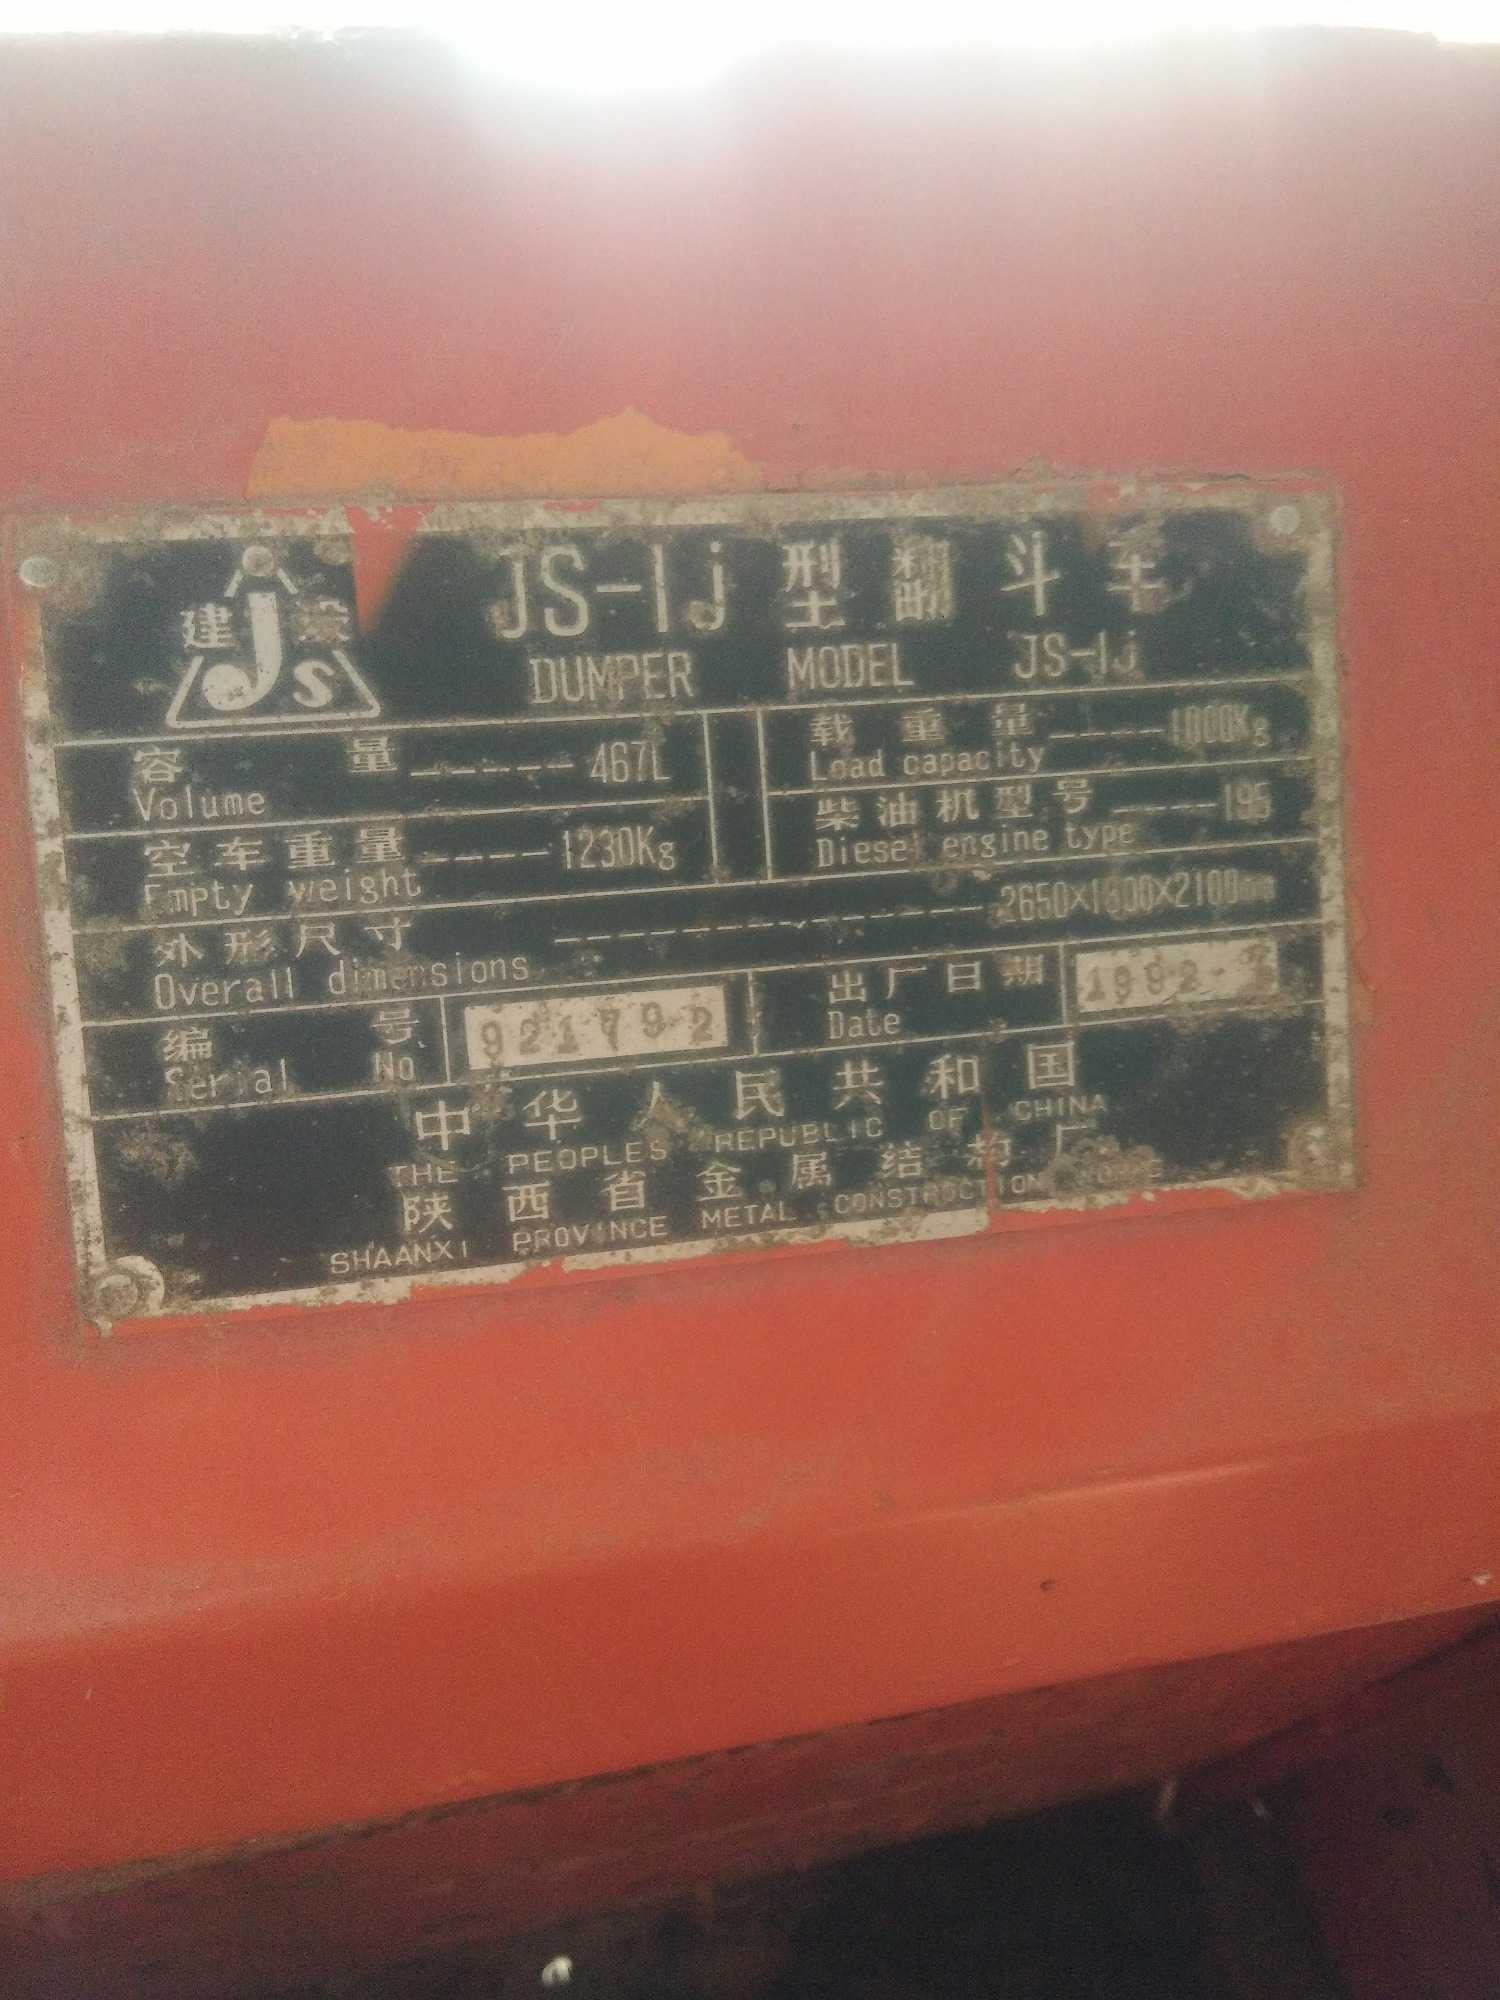 建 设
Js
JS-1j 型 翻 斗 车
DUMPER MODEL JS-1j
容 量 ------ 467L
Volume
载 重 量 ---- 1000Kg
Load capacity
空 车 重 量 ---- 1230Kg
Empty weight
柴 油 机 型 号 ---- 195
Diesel engine type
外 形 尺 寸 -------------- 2650×1600×2100mm
Overall dimensions
编 号 921792
Serial No
出 厂 日 期 1992
Date
中 华 人 民 共 和 国
THE PEOPLES REPUBLIC OF CHINA
陕 西 省 金 属 结 构 厂
SHAANXI PROVINCE METAL CONSTRUCTION